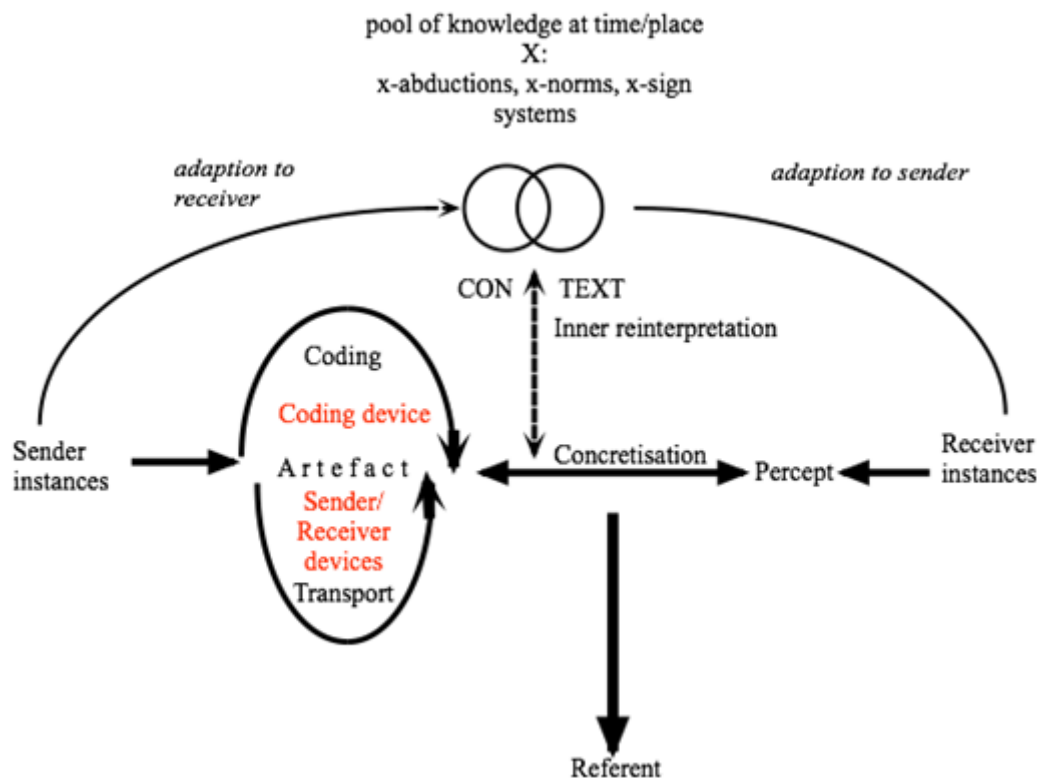 pool of knowledge at time/place
X:
x-abductions, x-norms, x-sign
systems
adaption to
receiver
adaption to sender
CON TEXT
Inner reinterpretation
Coding
Coding device
Sender
instances
Artefact
Concretisation
Percept
Receiver
instances
Sender/
Receiver
devices
Transport
Referent